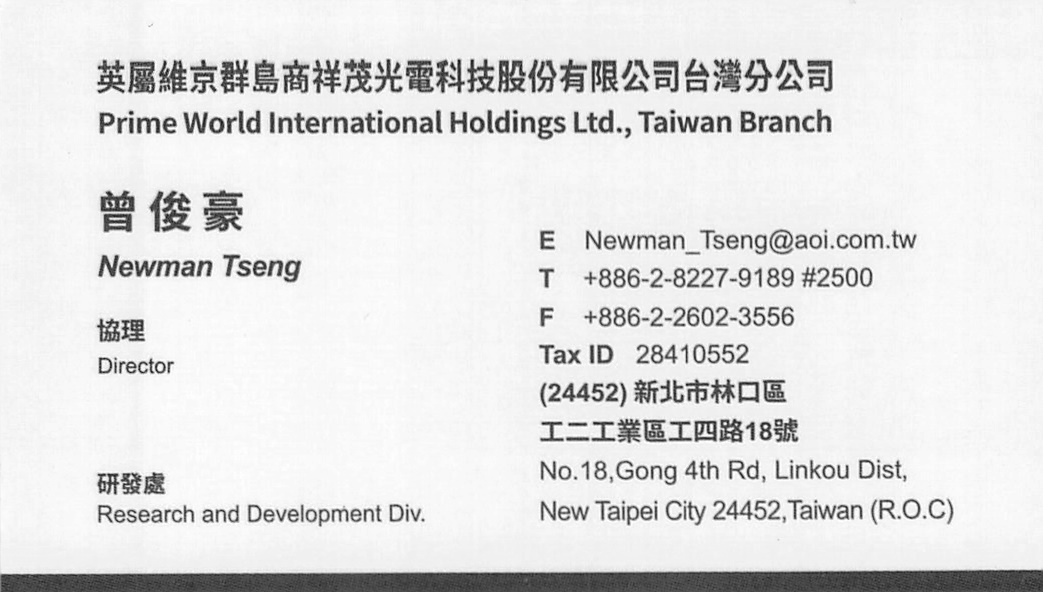 英屬維京群島商祥茂光電科技股份有限公司台灣分公司
Prime World International Holdings Ltd., Taiwan Branch
曾俊豪
Newman Tseng
協理
Director
研發處
Research and Development Div.
E Newman_Tseng@aoi.com.tw
T +886-2-8227-9189 #2500
F +886-2-2602-3556
Tax ID 28410552
(24452) 新北市林口區
工二工業區工四路18號
No.18,Gong 4th Rd, Linkou Dist,
New Taipei City 24452,Taiwan (R.O.C)